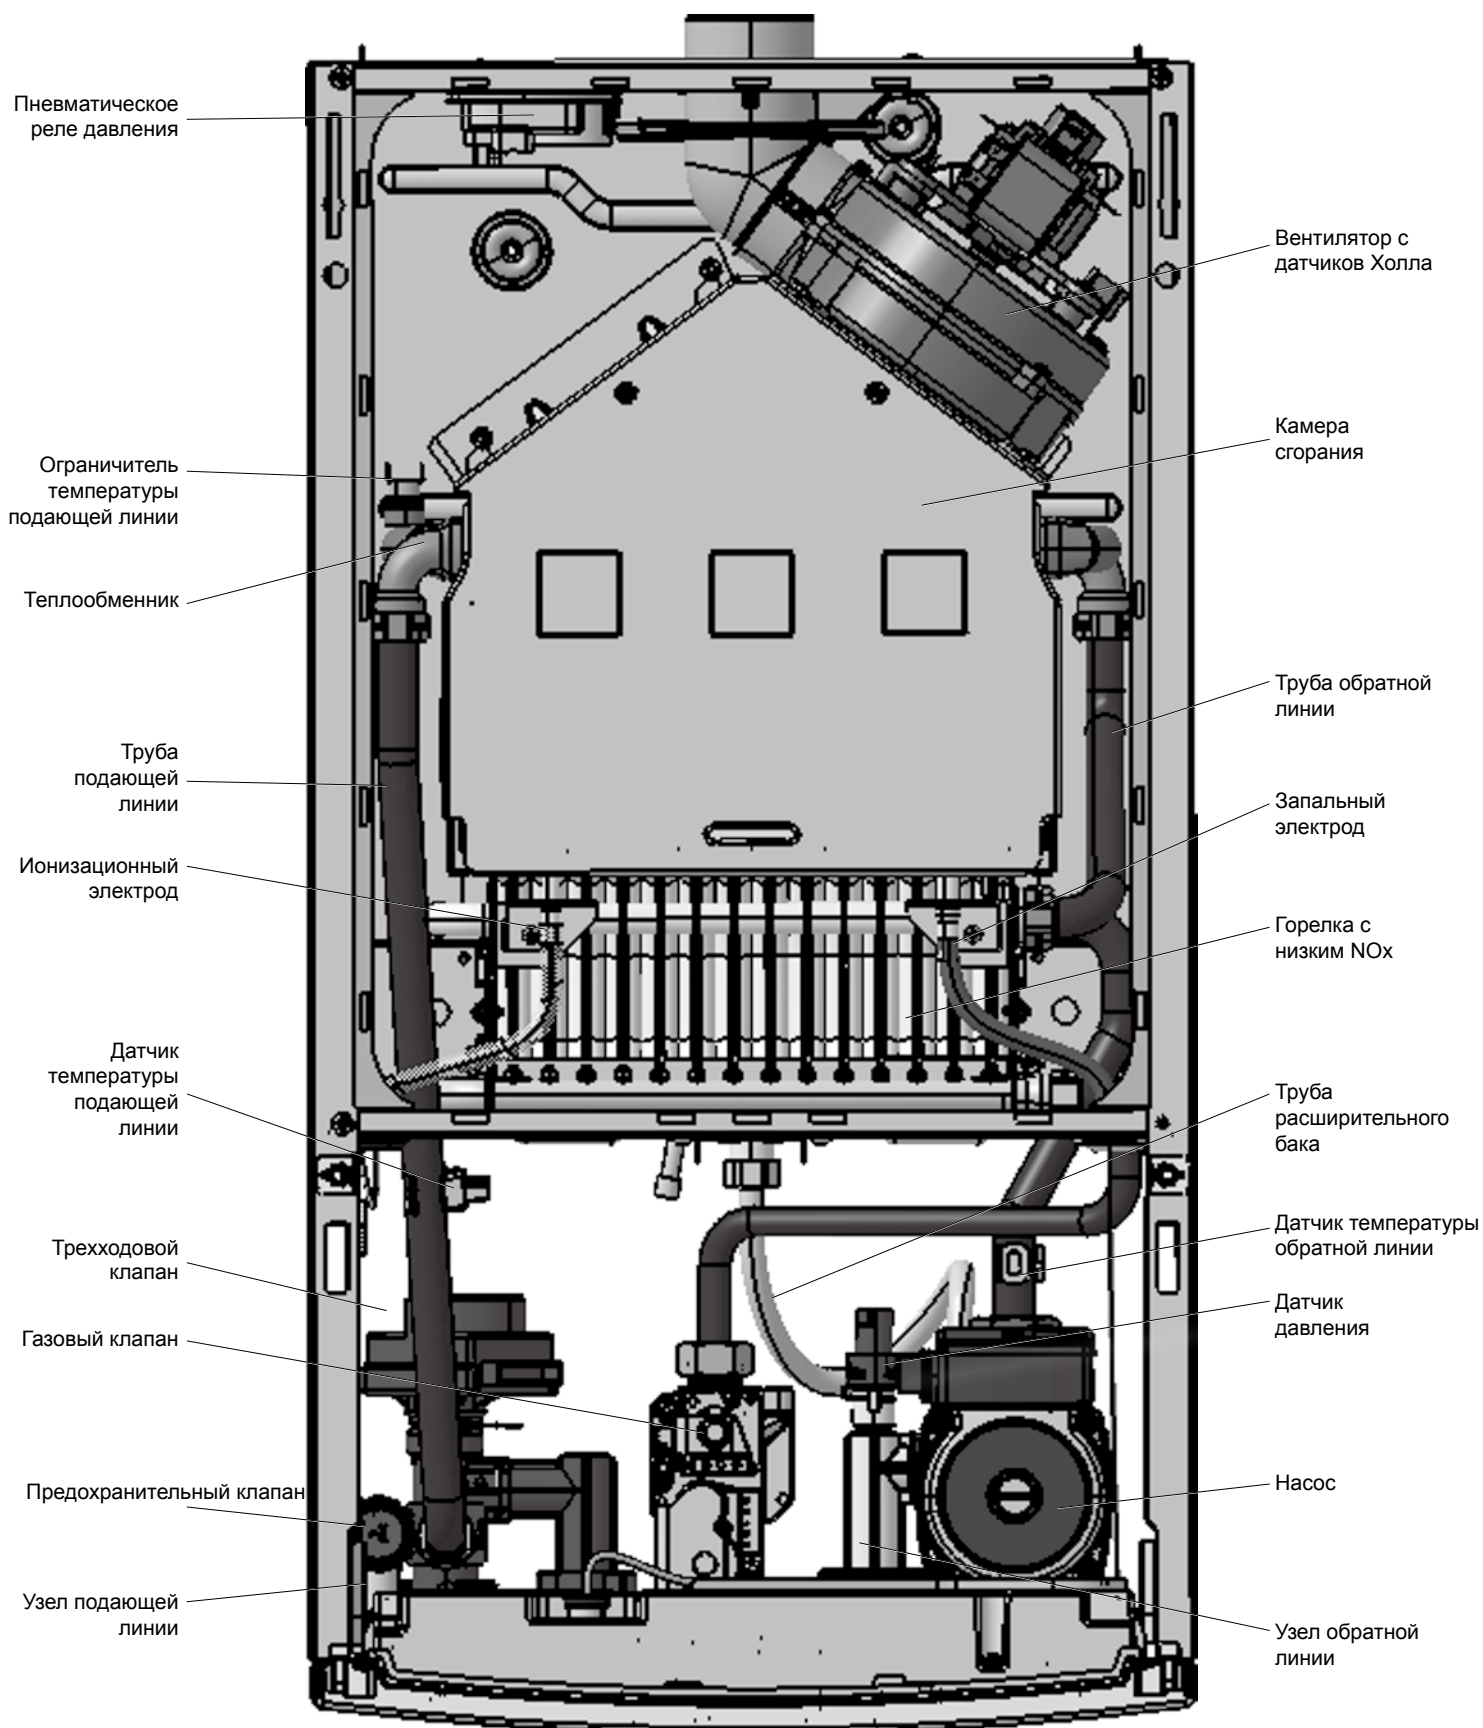 Пневматическое
реле давления
Ограничитель
температуры
подающей линии
Теплообменник
Труба
подающей
линии
Ионизационный
электрод
Датчик
температуры
подающей
линии
Трехходовой
клапан
Газовый клапан
Предохранительный клапан
Узел подающей
линии
Вентилятор с
датчиков Холла
Камера
сгорания
Труба обратной
линии
Запальный
электрод
Горелка с
низким NOx
Труба
расширительного
бака
Датчик температуры
обратной линии
Датчик
давления
Насос
Узел обратной
линии